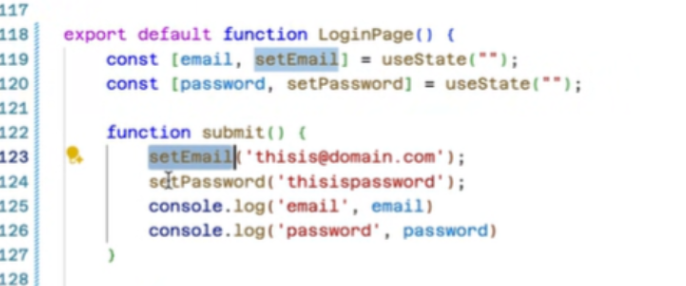 117
118 export default function LoginPage() {
119 const [email, setEmail] = useState("");
120 const [password, setPassword] = useState("");
121
122 function submit() {
123 setEmail('thisis@domain.com');
124 setPassword('thisispassword');
125 console.log('email', email)
126 console.log('password', password)
127 }
128